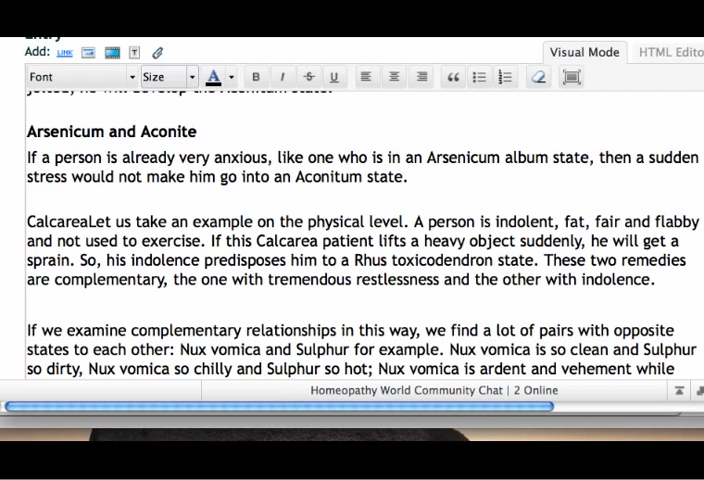 Entry
Add: LINK T
Visual Mode HTML Edito
Font Size A B I S U
Arsenicum and Aconite
If a person is already very anxious, like one who is in an Arsenicum album state, then a sudden
stress would not make him go into an Aconitum state.
CalcareaLet us take an example on the physical level. A person is indolent, fat, fair and flabby
and not used to exercise. If this Calcarea patient lifts a heavy object suddenly, he will get a
sprain. So, his indolence predisposes him to a Rhus toxicodendron state. These two remedies
are complementary, the one with tremendous restlessness and the other with indolence.
If we examine complementary relationships in this way, we find a lot of pairs with opposite
states to each other: Nux vomica and Sulphur for example. Nux vomica is so clean and Sulphur
so dirty, Nux vomica so chilly and Sulphur so hot; Nux vomica is ardent and vehement while
Homeopathy World Community Chat | 2 Online